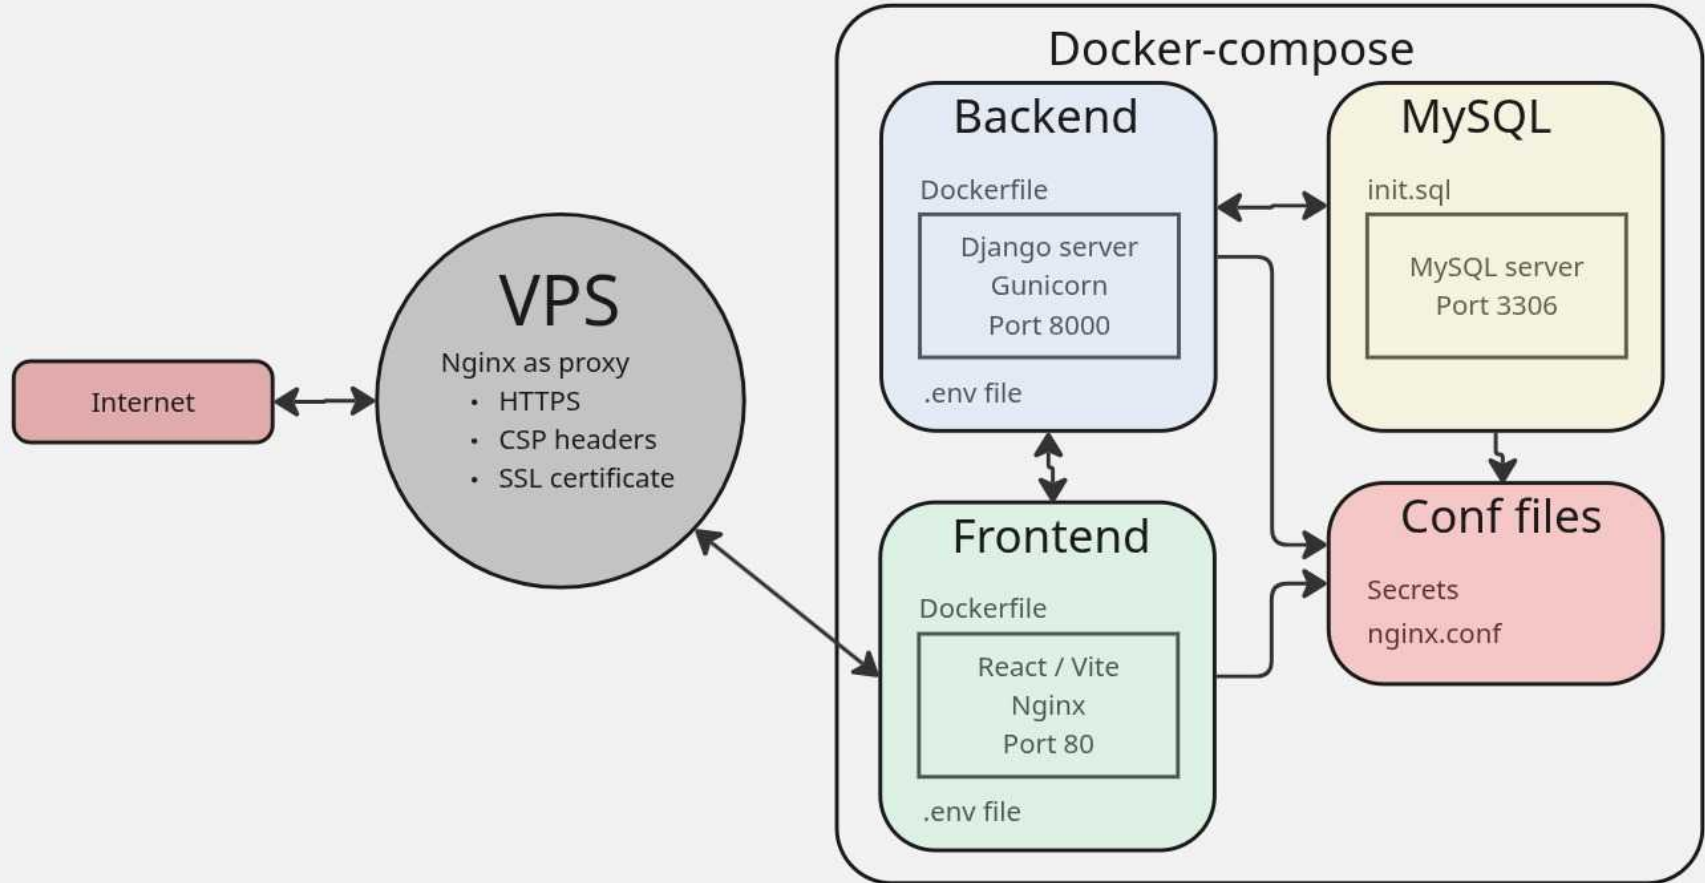 Docker-compose
Backend
Dockerfile
Django server
Gunicorn
Port 8000
.env file
MySQL
init.sql
MySQL server
Port 3306
VPS
Nginx as proxy
• HTTPS
• CSP headers
• SSL certificate
Internet
Frontend
Dockerfile
React / Vite
Nginx
Port 80
.env file
Conf files
Secrets
nginx.conf